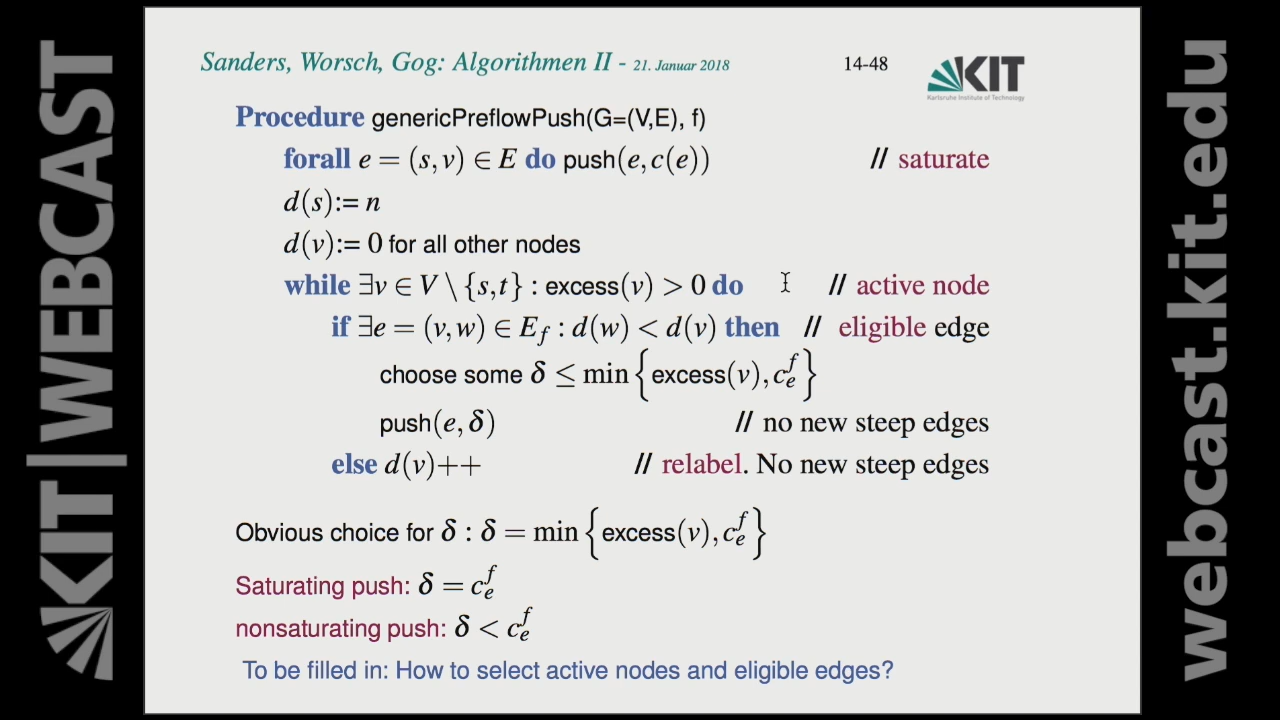 KIT | WEBCAST
Sanders, Worsch, Gog: Algorithmen II - 21. Januar 2018
14-48
KIT
Karlsruhe Institute of Technology
Procedure genericPreflowPush(G=(V,E), f)
forall e = (s,v) ∈ E do push(e,c(e)) // saturate
d(s):= n
d(v):= 0 for all other nodes
while ∃v ∈ V \ {s,t} : excess(v) > 0 do // active node
if ∃e = (v,w) ∈ E_f : d(w) < d(v) then // eligible edge
choose some δ ≤ min {excess(v), c_e^f}
push(e,δ) // no new steep edges
else d(v)++ // relabel. No new steep edges
Obvious choice for δ : δ = min {excess(v), c_e^f}
Saturating push: δ = c_e^f
nonsaturating push: δ < c_e^f
To be filled in: How to select active nodes and eligible edges?
webcast.kit.edu